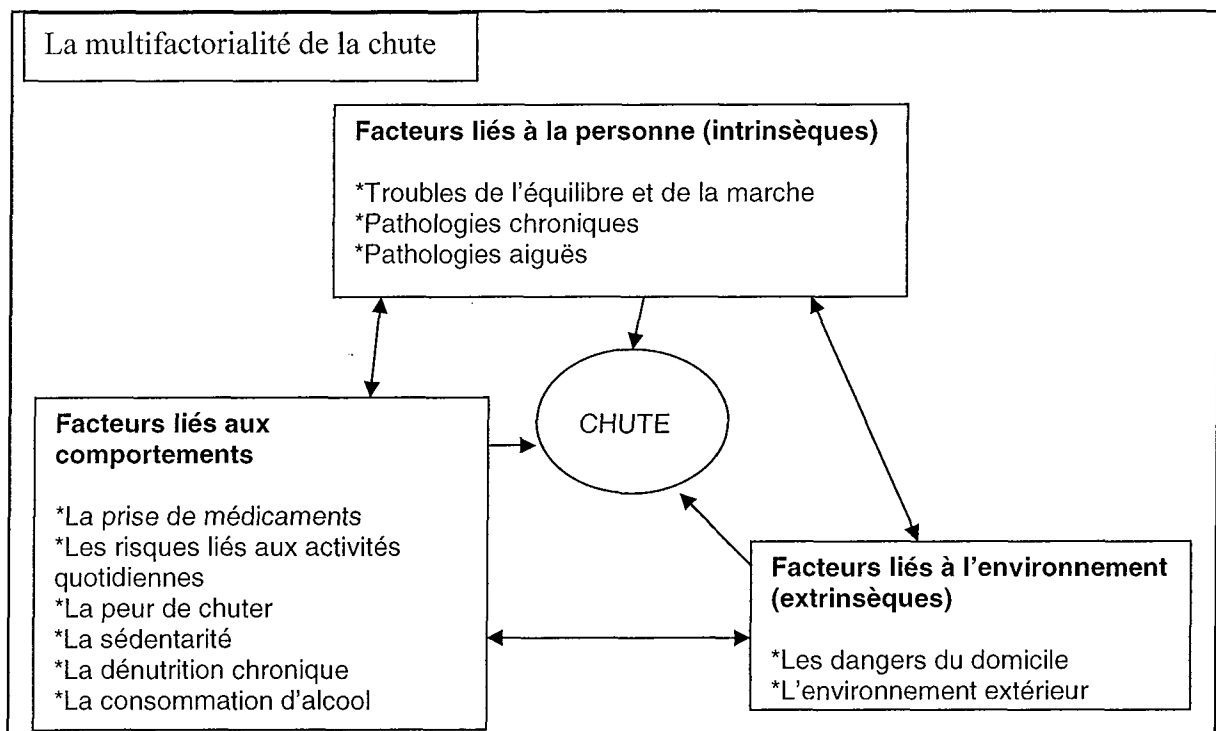 La multifactorialité de la chute
Facteurs liés à la personne (intrinsèques)
*Troubles de l'équilibre et de la marche
*Pathologies chroniques
*Pathologies aiguës
CHUTE
Facteurs liés aux
comportements
*La prise de médicaments
*Les risques liés aux activités
quotidiennes
*La peur de chuter
*La sédentarité
*La dénutrition chronique
*La consommation d'alcool
Facteurs liés à l'environnement
(extrinsèques)
*Les dangers du domicile
*L'environnement extérieur